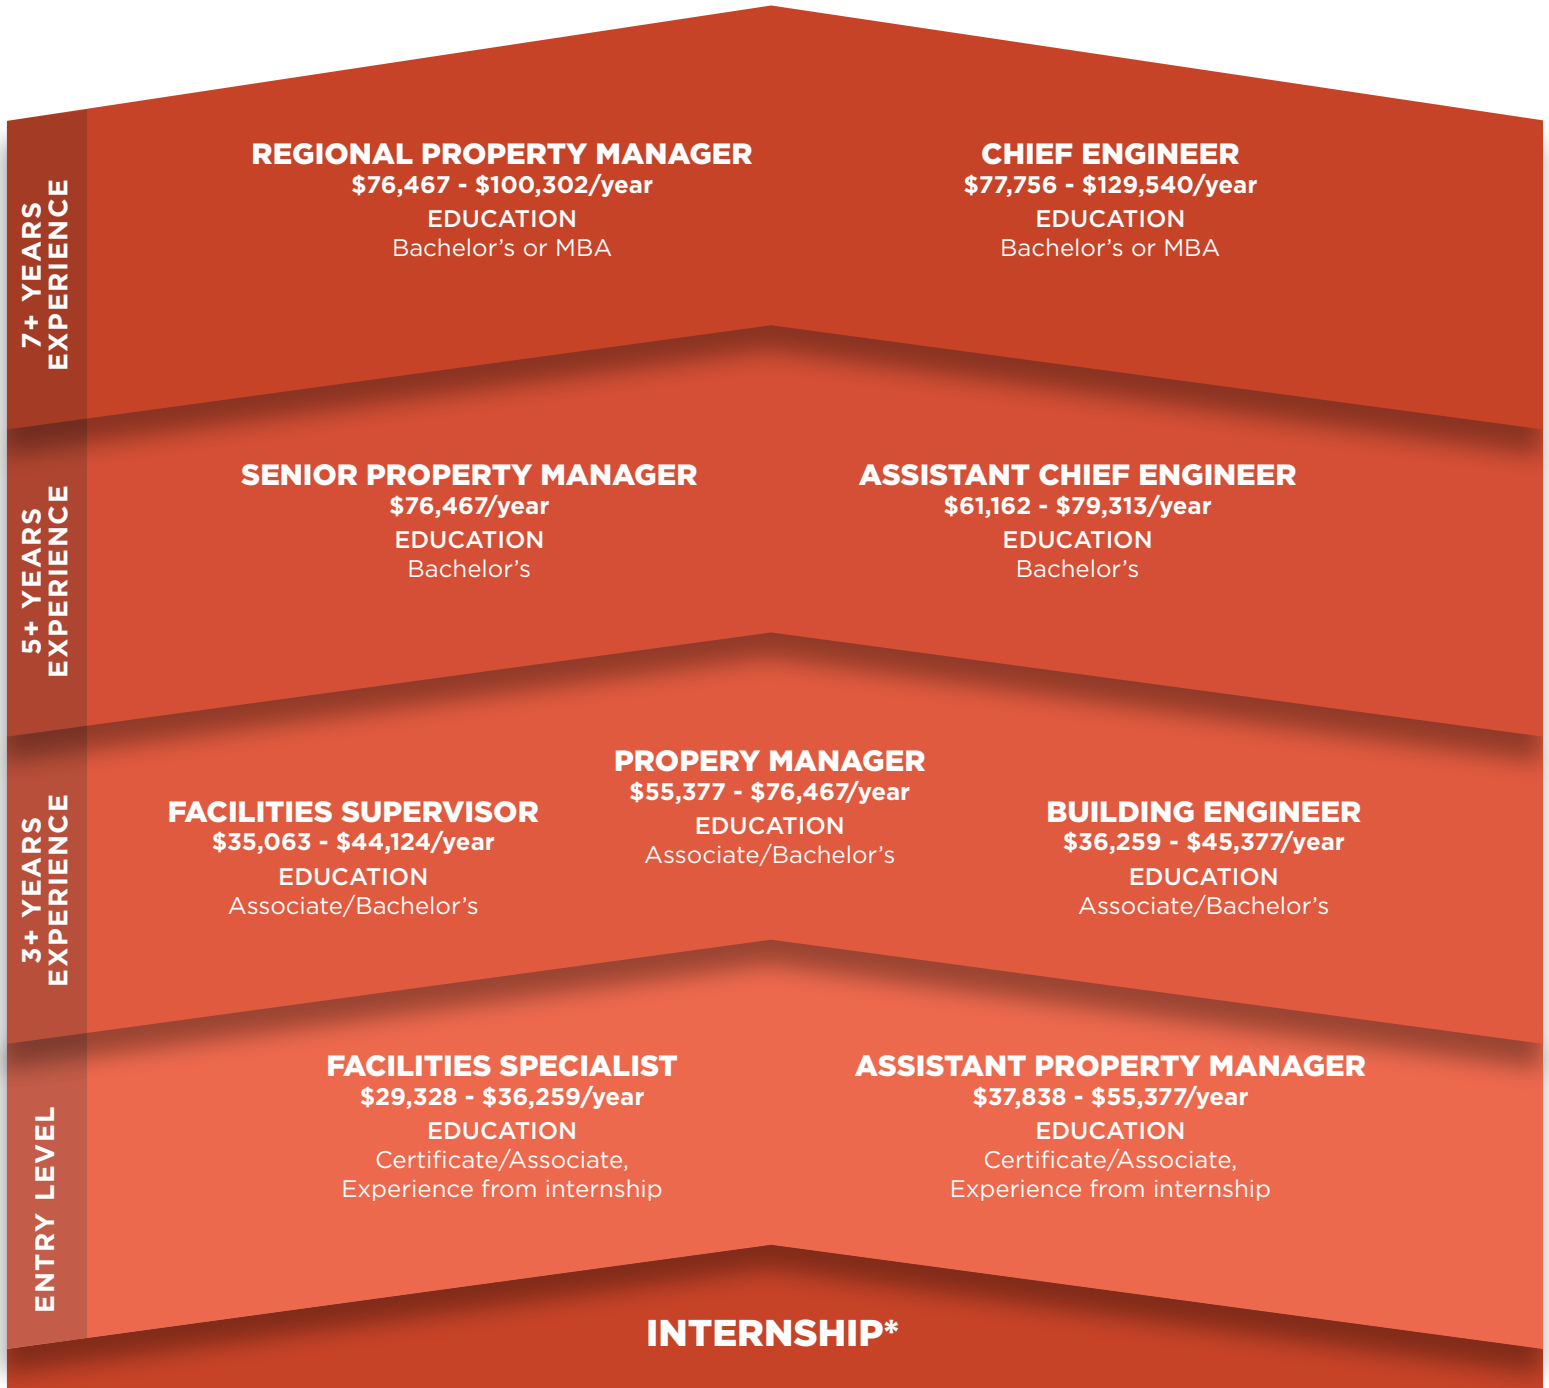 7+ YEARS
EXPERIENCE
REGIONAL PROPERTY MANAGER
$76,467 - $100,302/year
EDUCATION
Bachelor’s or MBA
CHIEF ENGINEER
$77,756 - $129,540/year
EDUCATION
Bachelor’s or MBA
5+ YEARS
EXPERIENCE
SENIOR PROPERTY MANAGER
$76,467/year
EDUCATION
Bachelor’s
ASSISTANT CHIEF ENGINEER
$61,162 - $79,313/year
EDUCATION
Bachelor’s
3+ YEARS
EXPERIENCE
FACILITIES SUPERVISOR
$35,063 - $44,124/year
EDUCATION
Associate/Bachelor’s
PROPERY MANAGER
$55,377 - $76,467/year
EDUCATION
Associate/Bachelor’s
BUILDING ENGINEER
$36,259 - $45,377/year
EDUCATION
Associate/Bachelor’s
ENTRY LEVEL
FACILITIES SPECIALIST
$29,328 - $36,259/year
EDUCATION
Certificate/Associate,
Experience from internship
ASSISTANT PROPERTY MANAGER
$37,838 - $55,377/year
EDUCATION
Certificate/Associate,
Experience from internship
INTERNSHIP*